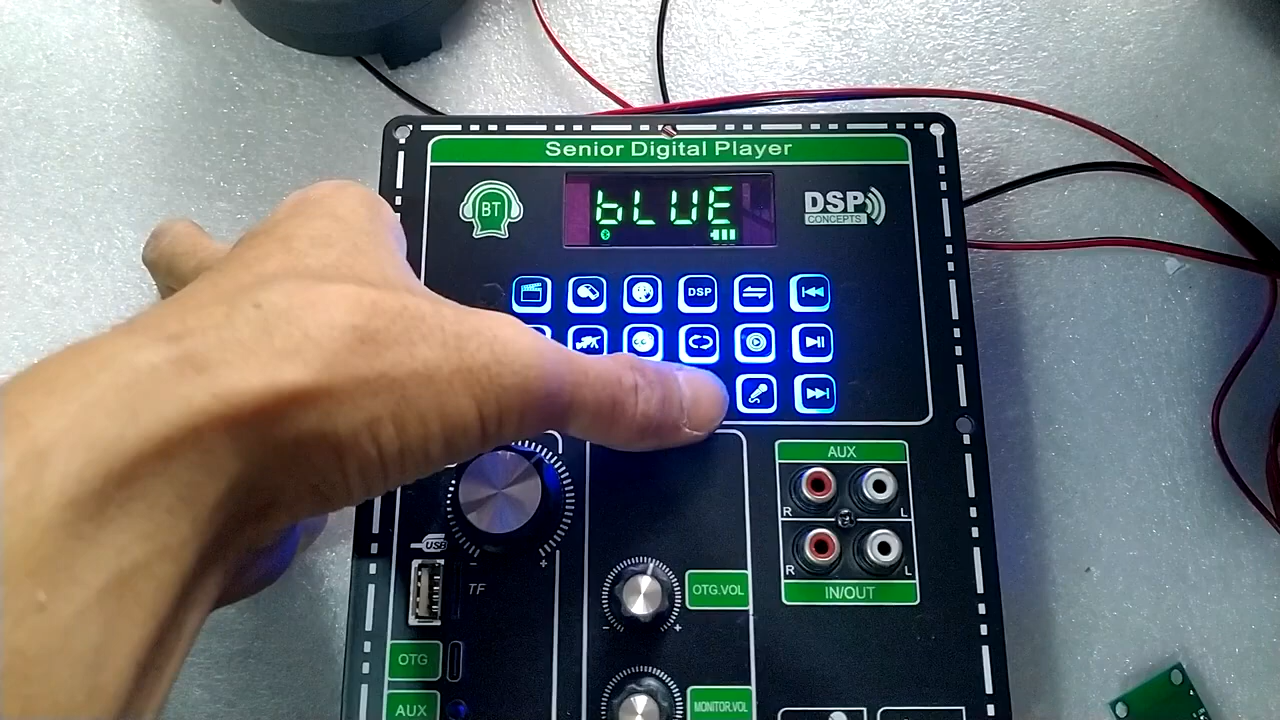 Senior Digital Player
BT
bLUE
DSP
CONCEPTS
DSP
AUX
R
L
R
L
IN/OUT
USB
- +
TF
OTG.VOL
- +
OTG
MONITOR.VOL
AUX